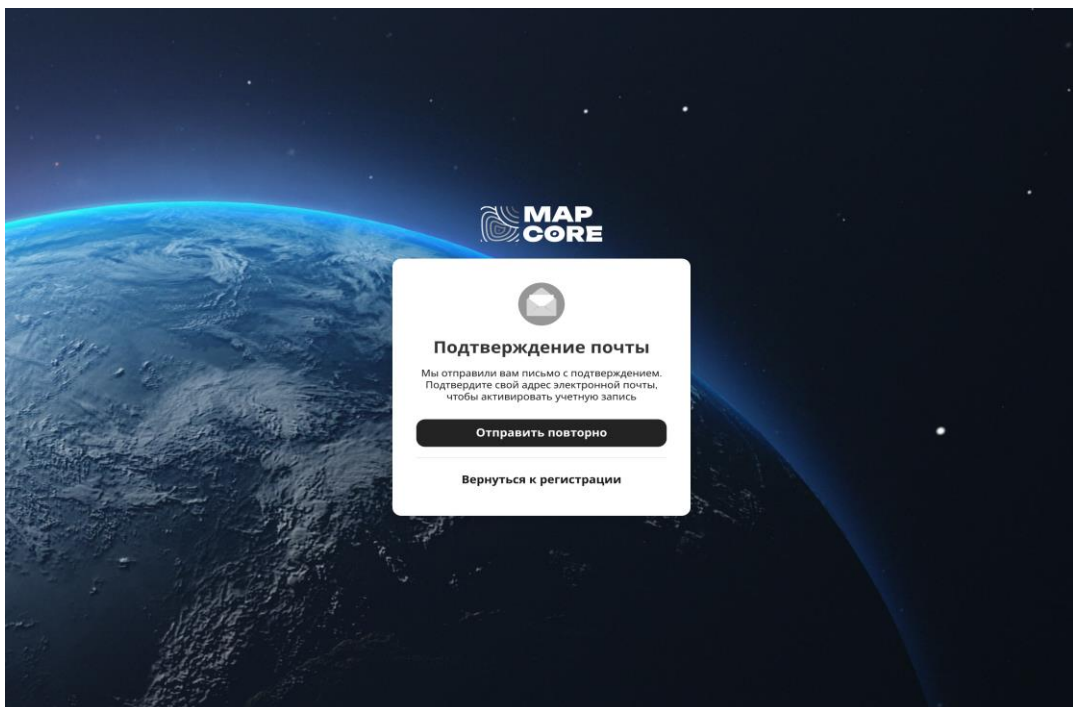 MAP
CORE
Подтверждение почты
Мы отправили вам письмо с подтверждением.
Подтвердите свой адрес электронной почты,
чтобы активировать учетную запись
Отправить повторно
Вернуться к регистрации